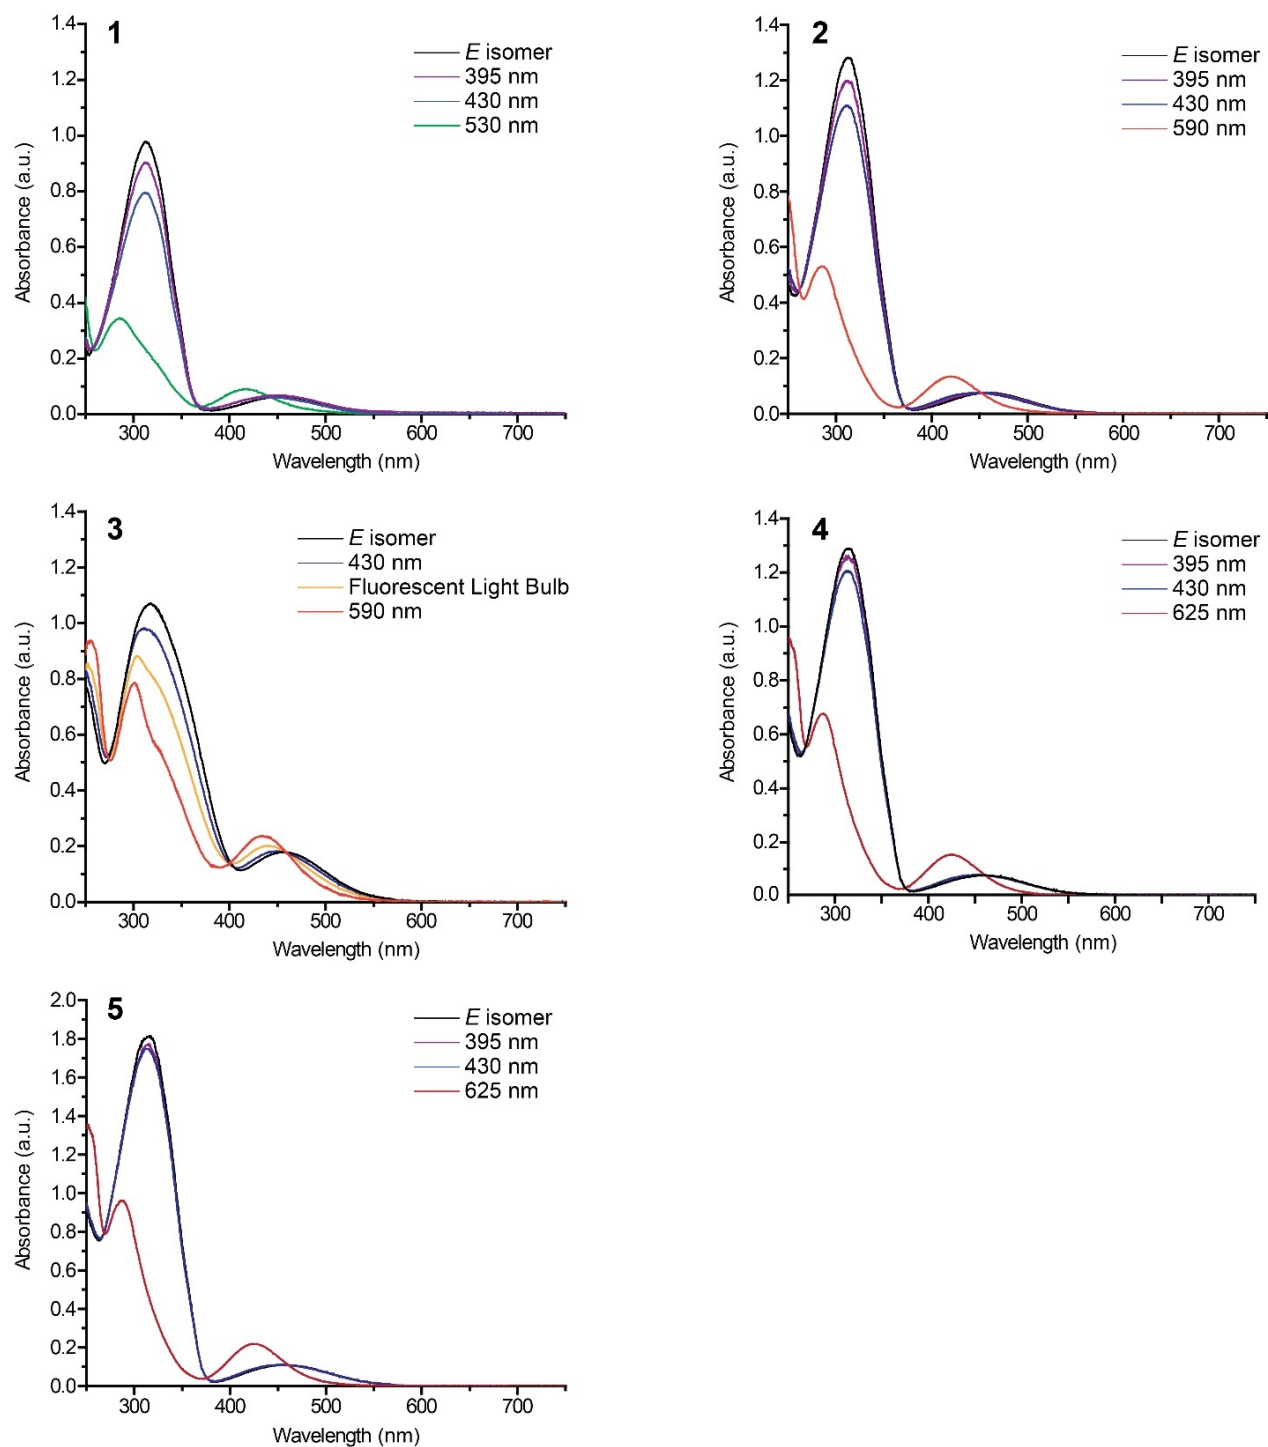 1
E isomer
395 nm
430 nm
530 nm
1.4
1.2
1.0
0.8
0.6
0.4
0.2
0.0
Absorbance (a.u.)
300 400 500 600 700
Wavelength (nm)
2
E isomer
395 nm
430 nm
590 nm
1.4
1.2
1.0
0.8
0.6
0.4
0.2
0.0
Absorbance (a.u.)
300 400 500 600 700
Wavelength (nm)
3
E isomer
430 nm
Fluorescent Light Bulb
590 nm
1.4
1.2
1.0
0.8
0.6
0.4
0.2
0.0
Absorbance (a.u.)
300 400 500 600 700
Wavelength (nm)
4
E isomer
395 nm
430 nm
625 nm
1.4
1.2
1.0
0.8
0.6
0.4
0.2
0.0
Absorbance (a.u.)
300 400 500 600 700
Wavelength (nm)
5
E isomer
395 nm
430 nm
625 nm
2.0
1.8
1.6
1.4
1.2
1.0
0.8
0.6
0.4
0.2
0.0
Absorbance (a.u.)
300 400 500 600 700
Wavelength (nm)